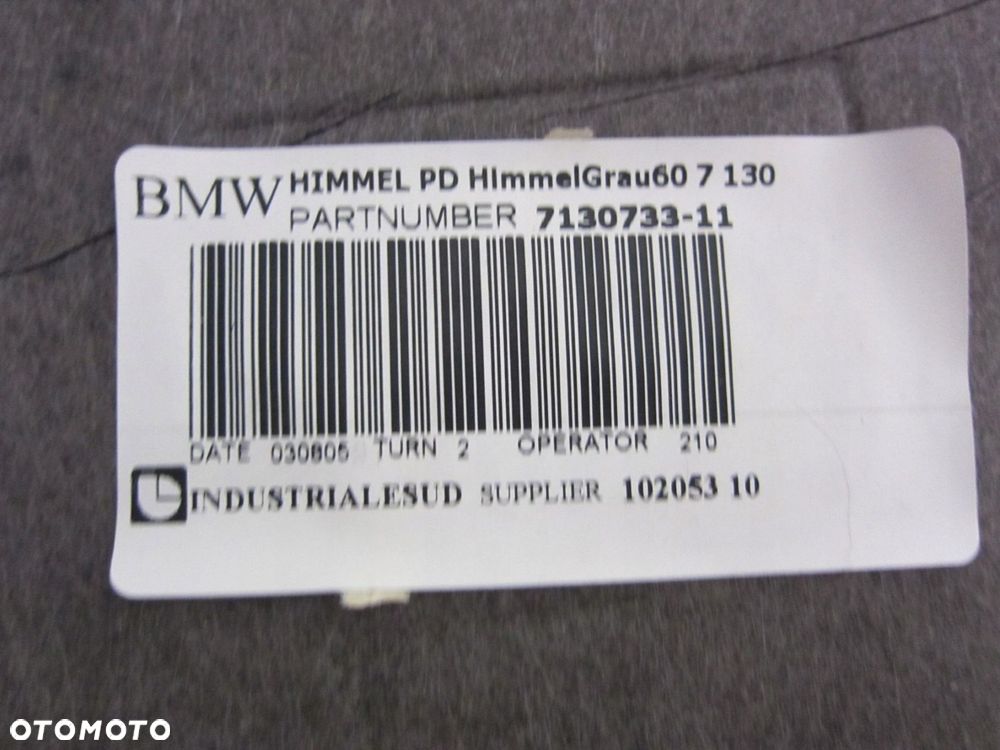 BMW HIMMEL PD HimmelGrau60 7 130
PARTNUMBER 7130733-11
DATE 030805 TURN 2 OPERATOR 210
INDUSTRIALESUD SUPPLIER 102053 10
OTOMOTO